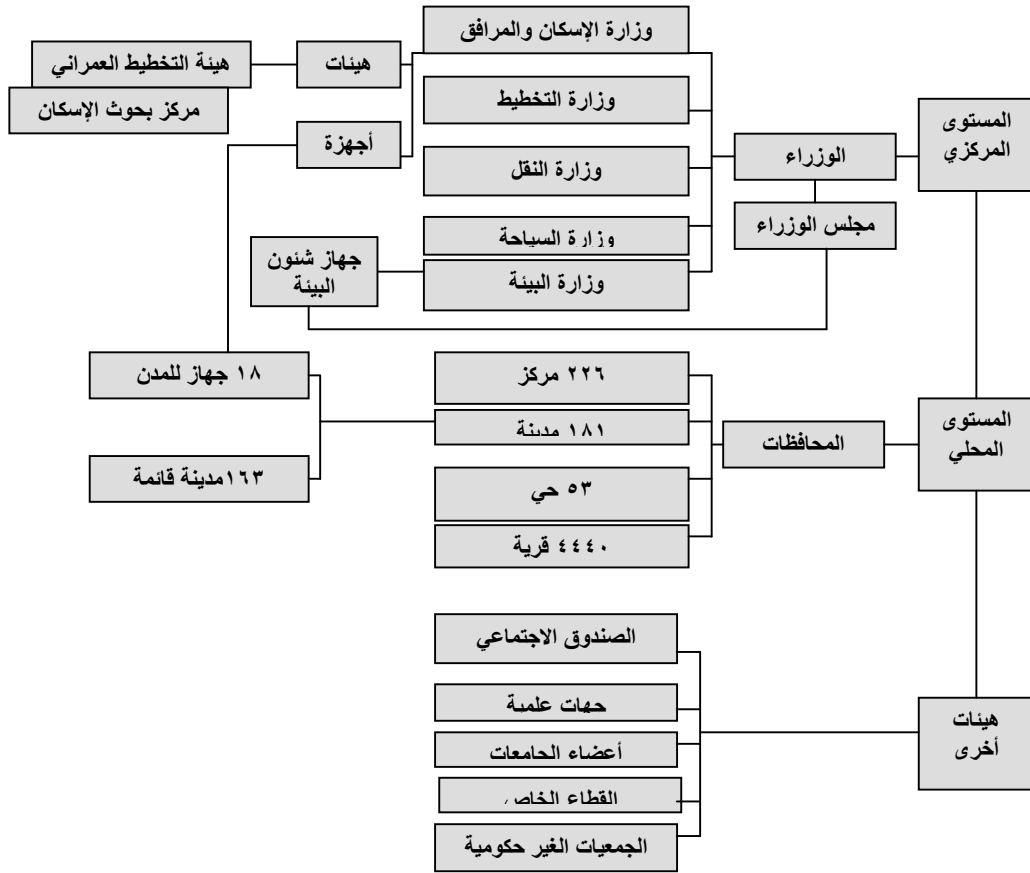 وزارة الإسكان والمرافق
هيئات
هيئة التخطيط العمراني
مركز بحوث الإسكان
وزارة التخطيط
المستوى
المركزي
الوزراء
أجهزة
وزارة النقل
مجلس الوزراء
وزارة السياحة
جهاز شئون
البيئة
وزارة البيئة
٢٢٦ مركز
١٨ جهاز للمدن
المستوى
المحلي
١٨١ مدينة
المحافظات
١٦٣مدينة قائمة
٥٣ حي
٤٤٤٠ قرية
الصندوق الاجتماعي
هيئات
أخرى
جهات علمية
أعضاء الجامعات
القطاع الخاص
الجمعيات الغير حكومية